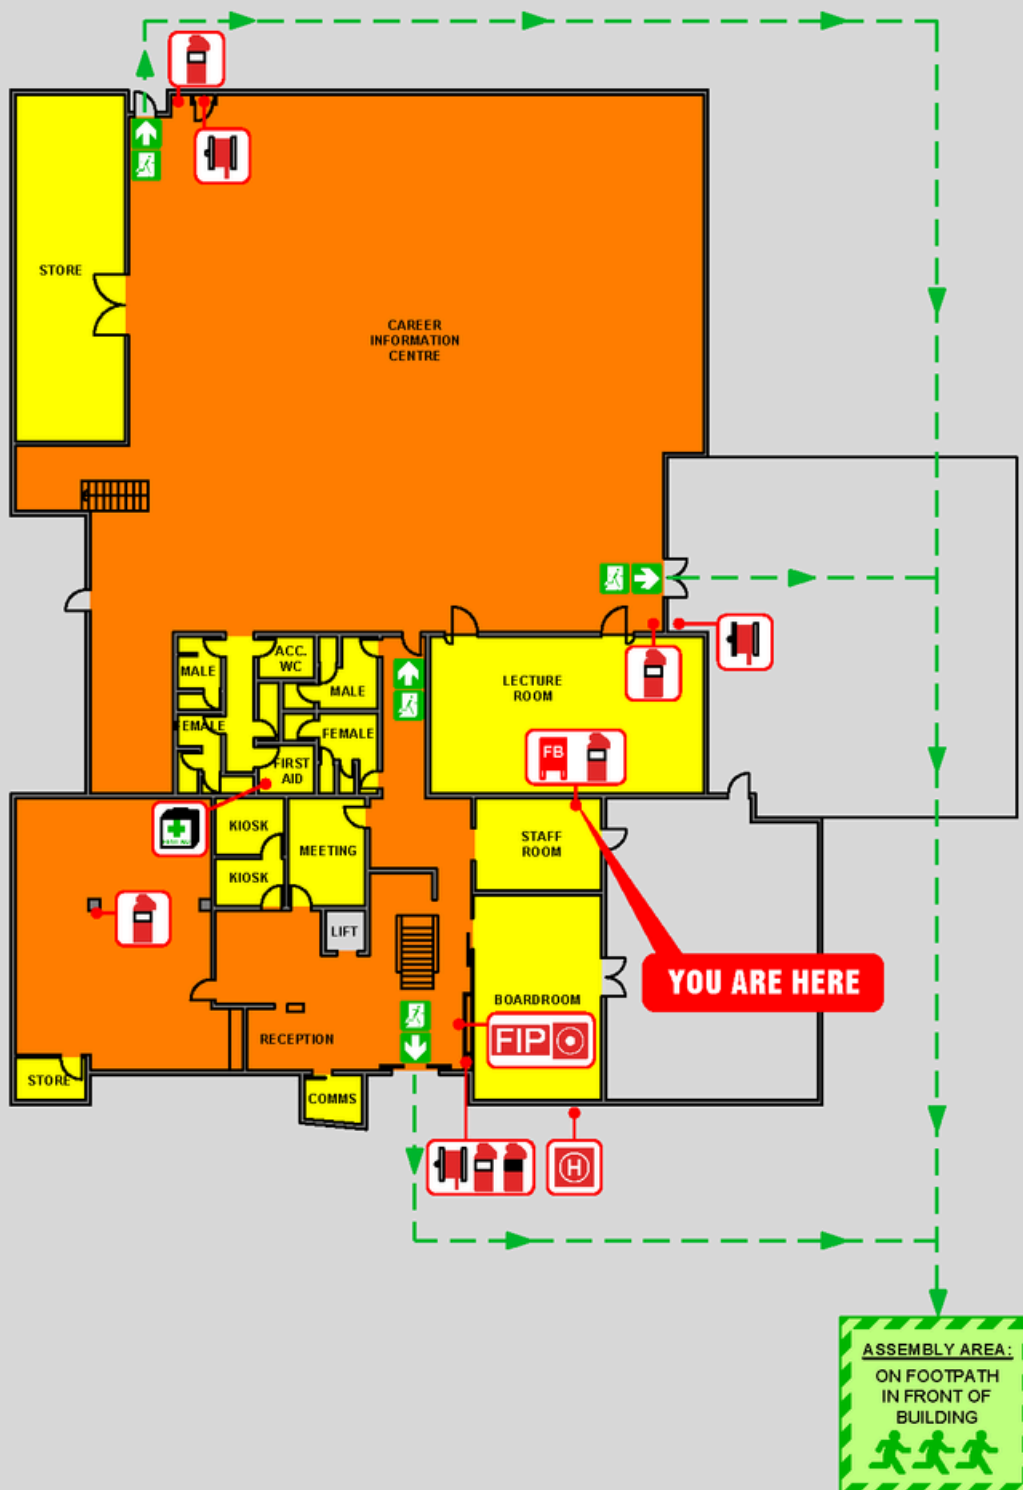 STORE
CAREER
INFORMATION
CENTRE
MALE
ACC.
WC
MALE
LECTURE
ROOM
FEMALE
FEMALE
FB
FIRST
AID
KIOSK
MEETING
STAFF
ROOM
KIOSK
LIFT
YOU ARE HERE
BOARDROOM
RECEPTION
FIP
STORE
COMMS
H
ASSEMBLY AREA:
ON FOOTPATH
IN FRONT OF
BUILDING